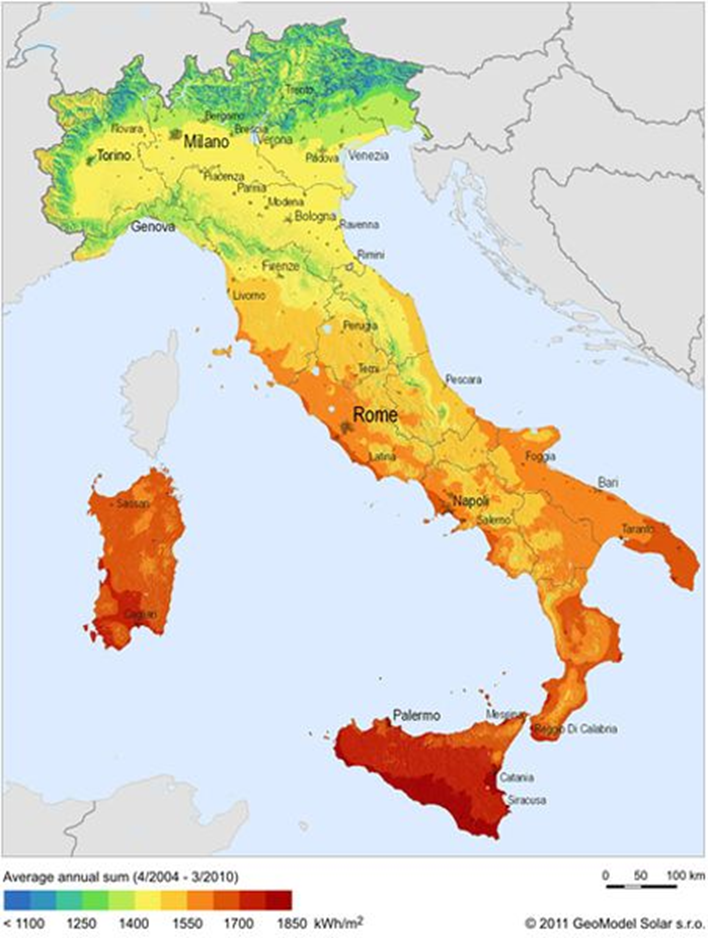 Trento
Bergamo
Novara
Brescia
Milano
Verona
Torino
Padova
Venezia
Piacenza
Parma
Modena
Bologna
Genova
Ravenna
Rimini
Firenze
Livorno
Perugia
Terni
Pescara
Rome
Latina
Foggia
Bari
Sassari
Napoli
Salerno
Taranto
Cagliari
Palermo
Messina
Reggio Di Calabria
Catania
Siracusa
Average annual sum (4/2004 - 3/2010)
0 50 100 km
< 1100 1250 1400 1550 1700 1850 kWh/m²
© 2011 GeoModel Solar s.r.o.